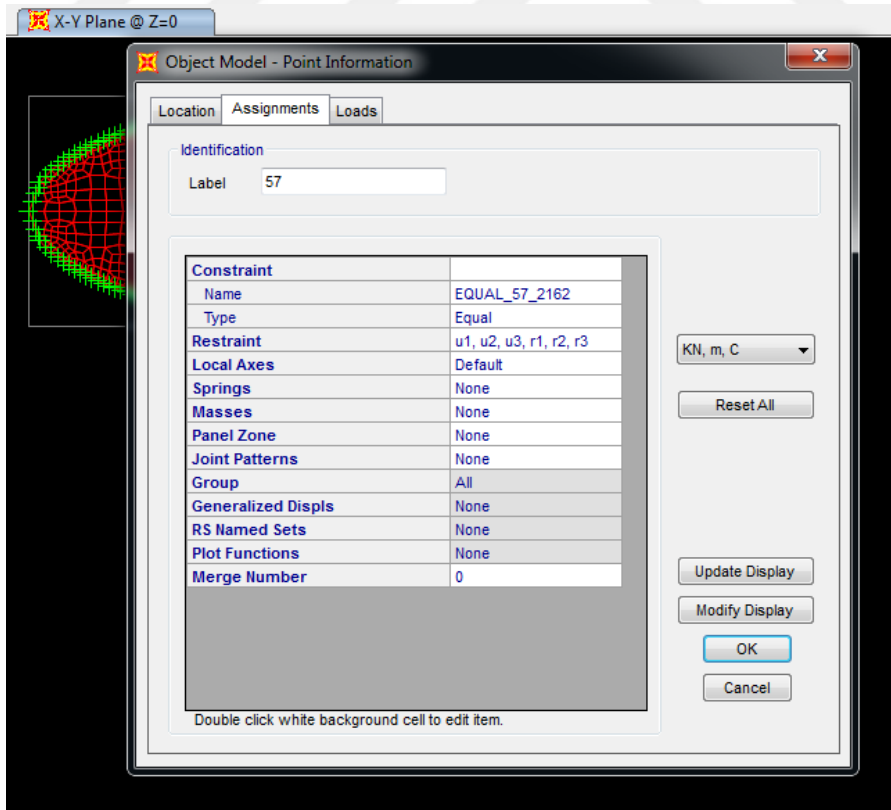 X-Y Plane @ Z=0
Object Model - Point Information
Location Assignments Loads
Identification
Label 57
Constraint
Name EQUAL_57_2162
Type Equal
Restraint u1, u2, u3, r1, r2, r3
Local Axes Default
Springs None
Masses None
Panel Zone None
Joint Patterns None
Group All
Generalized Displs None
RS Named Sets None
Plot Functions None
Merge Number 0
Double click white background cell to edit item.
KN, m, C
Reset All
Update Display
Modify Display
OK
Cancel